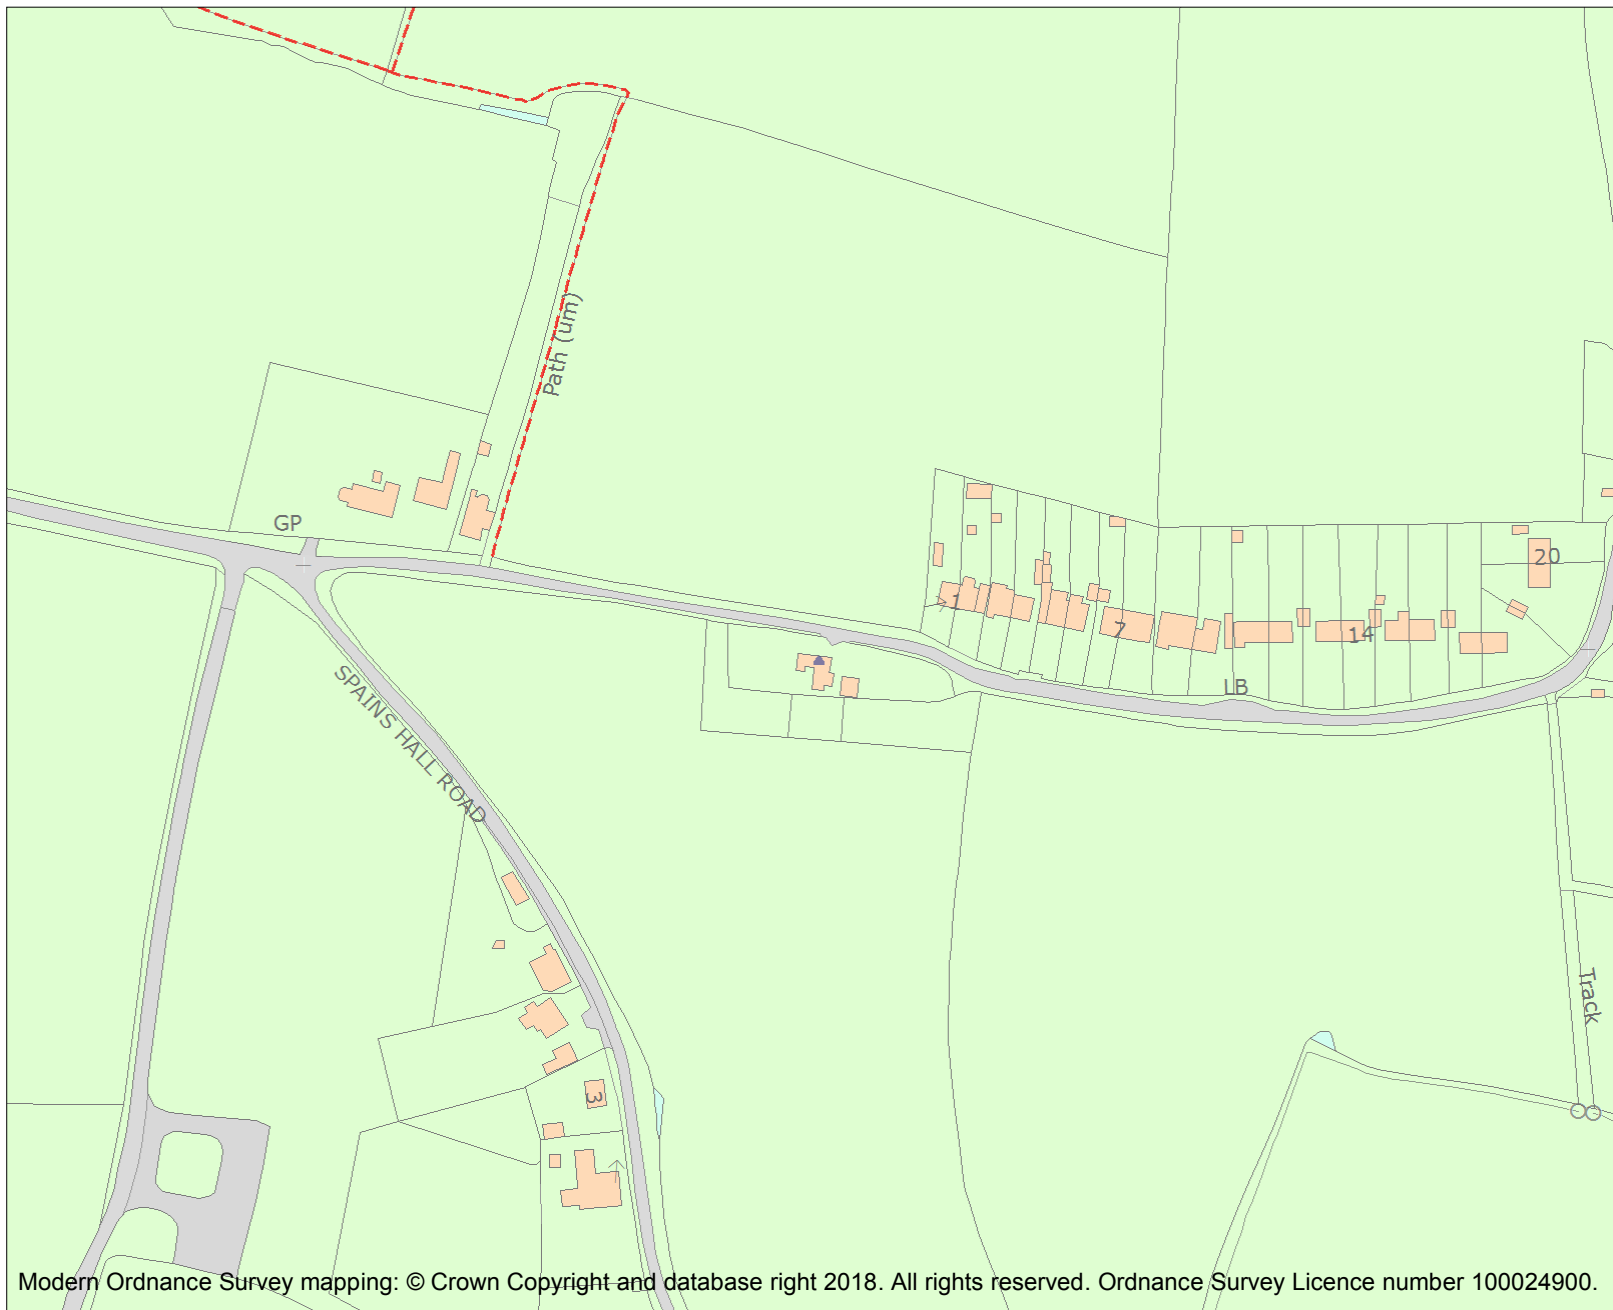 Path (um)
GP
1
7
14
20
LB
SPAINS HALL ROAD
Track
3
Modern Ordnance Survey mapping: © Crown Copyright and database right 2018. All rights reserved. Ordnance Survey Licence number 100024900.